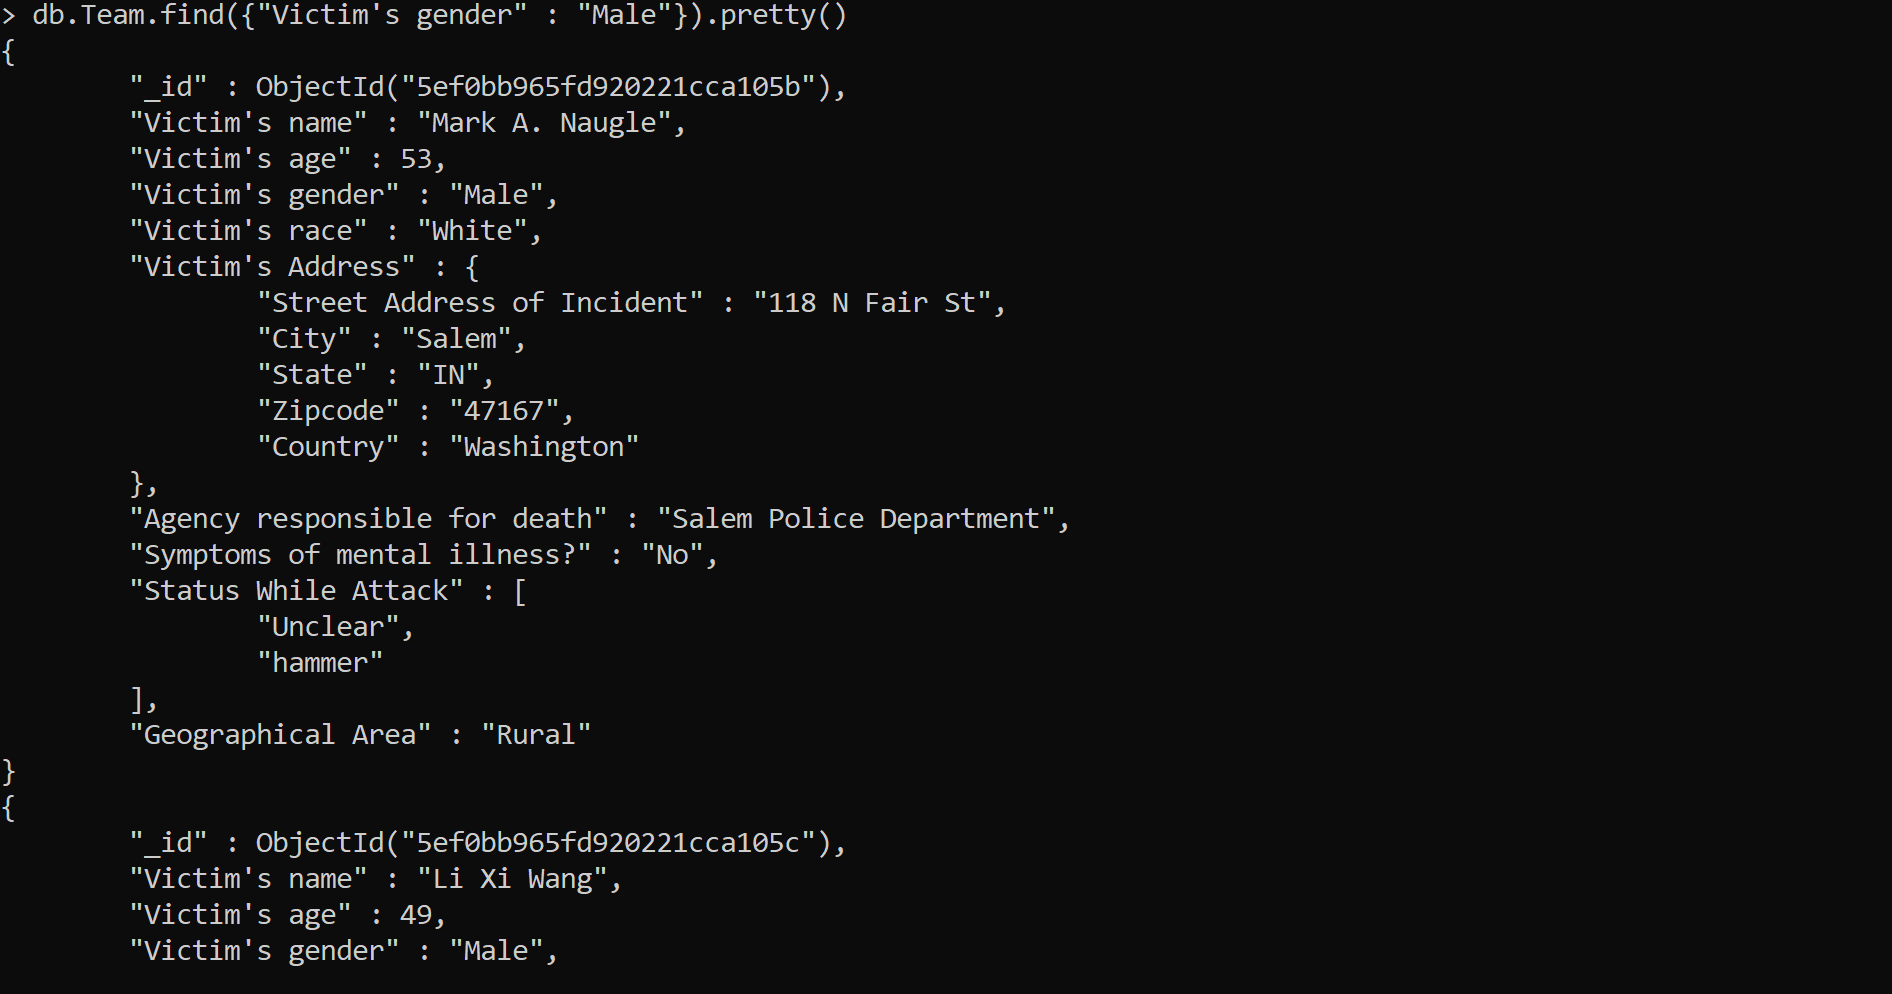 > db.Team.find({"Victim's gender" : "Male"}).pretty()
{
"_id" : ObjectId("5ef0bb965fd920221cca105b"),
"Victim's name" : "Mark A. Naugle",
"Victim's age" : 53,
"Victim's gender" : "Male",
"Victim's race" : "White",
"Victim's Address" : {
"Street Address of Incident" : "118 N Fair St",
"City" : "Salem",
"State" : "IN",
"Zipcode" : "47167",
"Country" : "Washington"
},
"Agency responsible for death" : "Salem Police Department",
"Symptoms of mental illness?" : "No",
"Status While Attack" : [
"Unclear",
"hammer"
],
"Geographical Area" : "Rural"
}
{
"_id" : ObjectId("5ef0bb965fd920221cca105c"),
"Victim's name" : "Li Xi Wang",
"Victim's age" : 49,
"Victim's gender" : "Male",